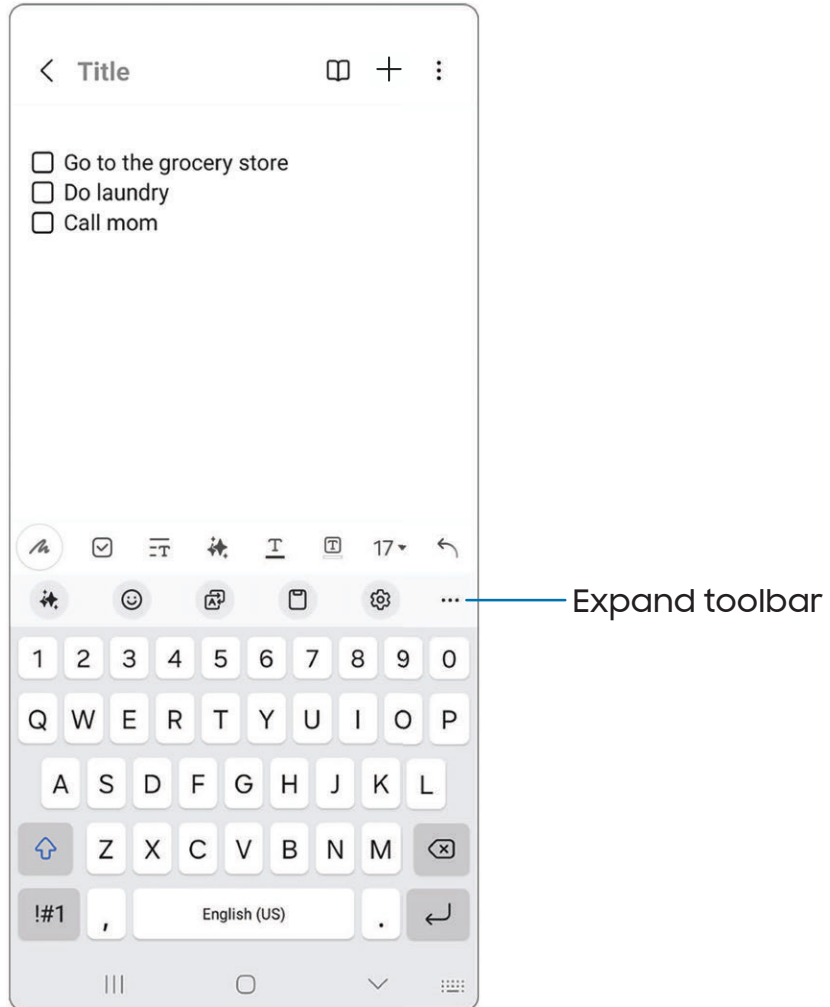 Title
Go to the grocery store
Do laundry
Call mom
T T T 17
A Expand toolbar
1 2 3 4 5 6 7 8 9 0
Q W E R T Y U I O P
A S D F G H J K L
Z X C V B N M
!#1 , English (US) .